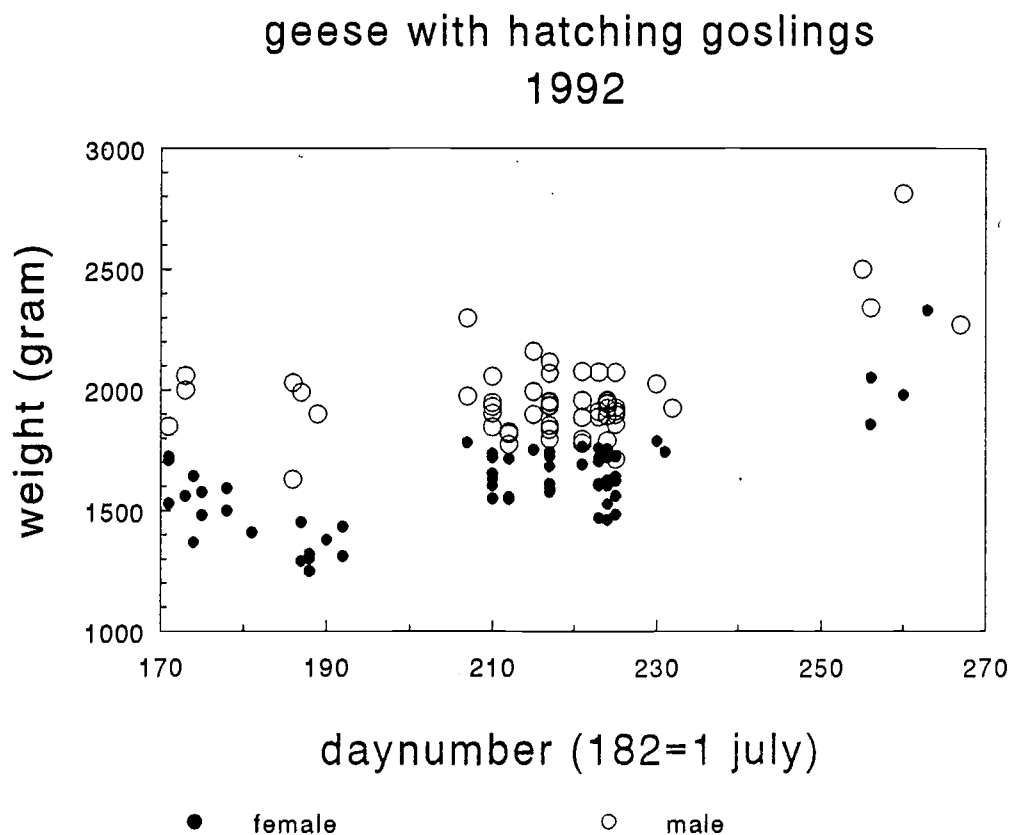 geese with hatching goslings
1992
3000
2500
2000
1500
1000
weight (gram)
170 190 210 230 250 270
daynumber (182=1 july)
female male